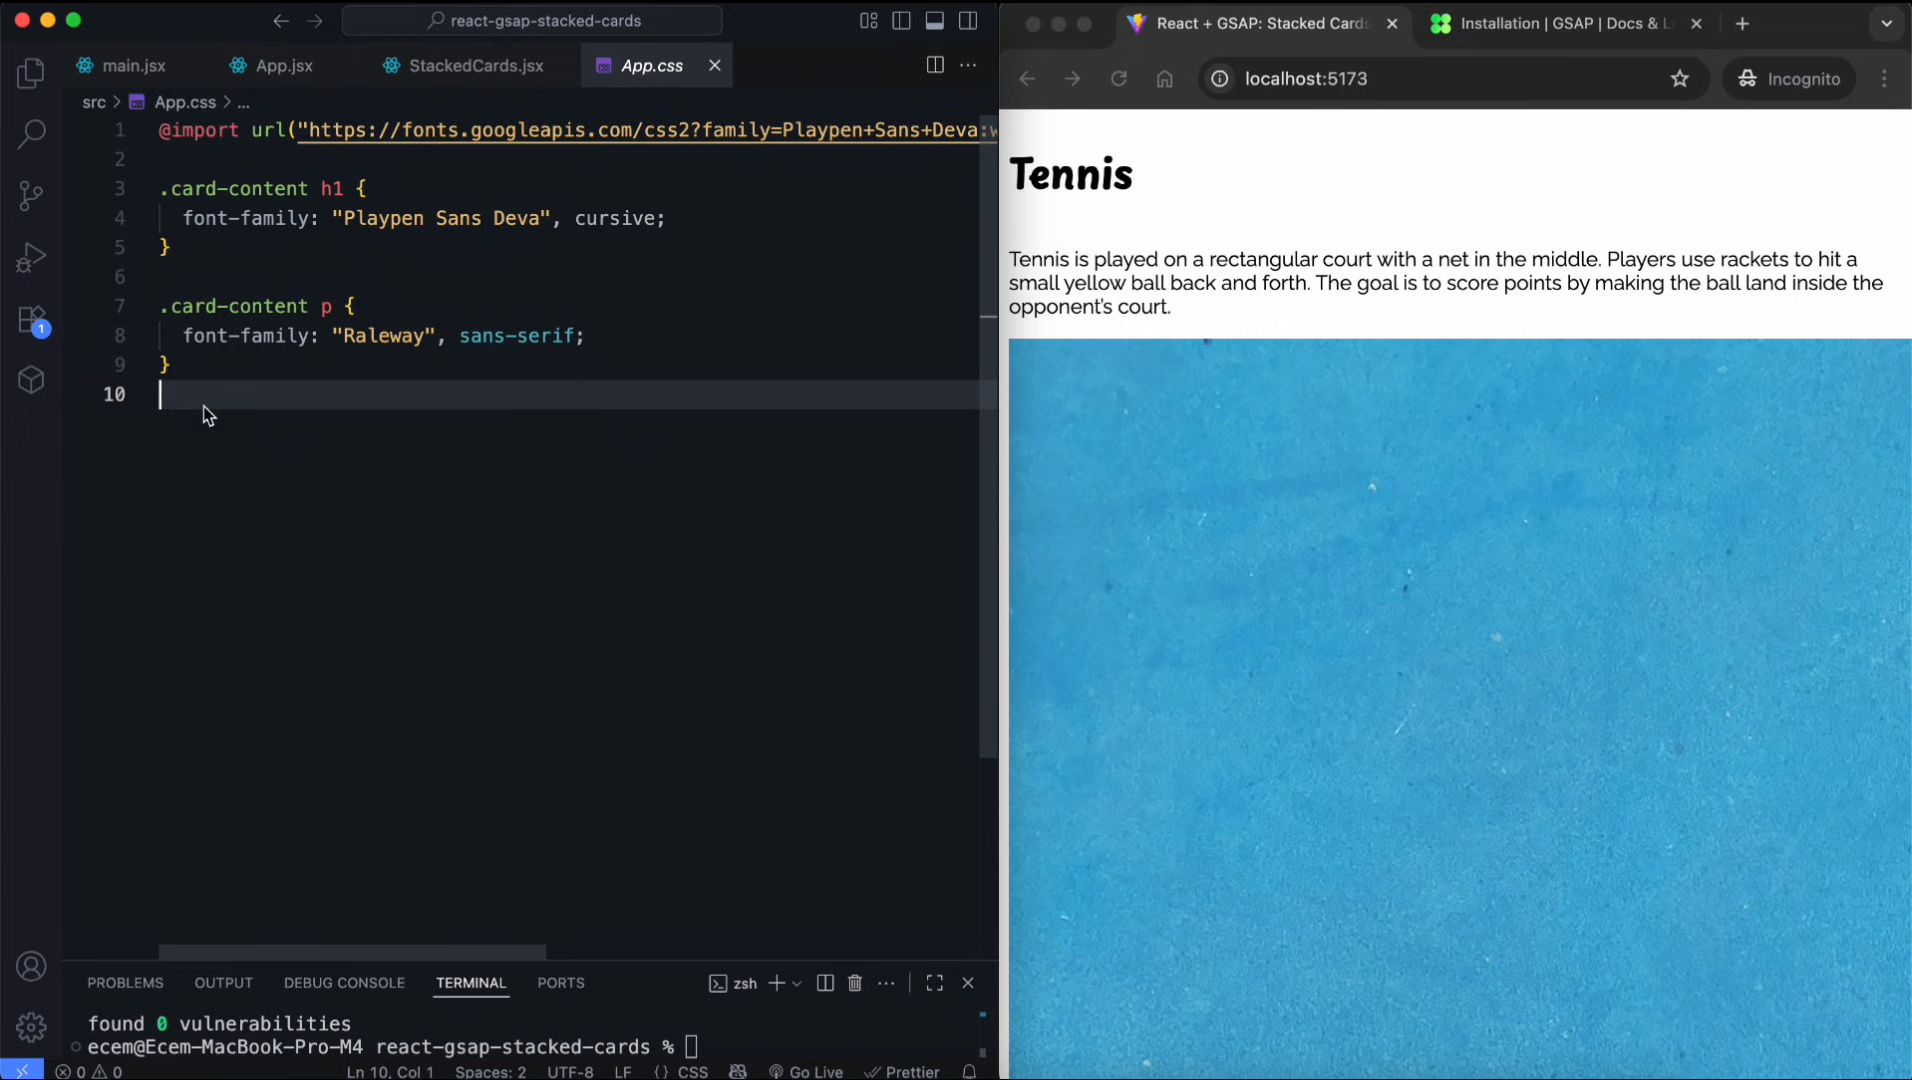 react-gsap-stacked-cards
main.jsx
App.jsx
StackedCards.jsx
App.css
src > App.css > ...
1 @import url("https://fonts.googleapis.com/css2?family=Playpen+Sans+Deva:w
2
3 .card-content h1 {
4 font-family: "Playpen Sans Deva", cursive;
5 }
6
7 .card-content p {
8 font-family: "Raleway", sans-serif;
9 }
10
1
PROBLEMS OUTPUT DEBUG CONSOLE TERMINAL PORTS
zsh
found 0 vulnerabilities
ecem@Ecem-MacBook-Pro-M4 react-gsap-stacked-cards %
0 0 Ln 10, Col 1 Spaces: 2 UTF-8 LF {} CSS Go Live Prettier
React + GSAP: Stacked Cards
Installation | GSAP | Docs & L
localhost:5173
Incognito
Tennis
Tennis is played on a rectangular court with a net in the middle. Players use rackets to hit a
small yellow ball back and forth. The goal is to score points by making the ball land inside the
opponent's court.